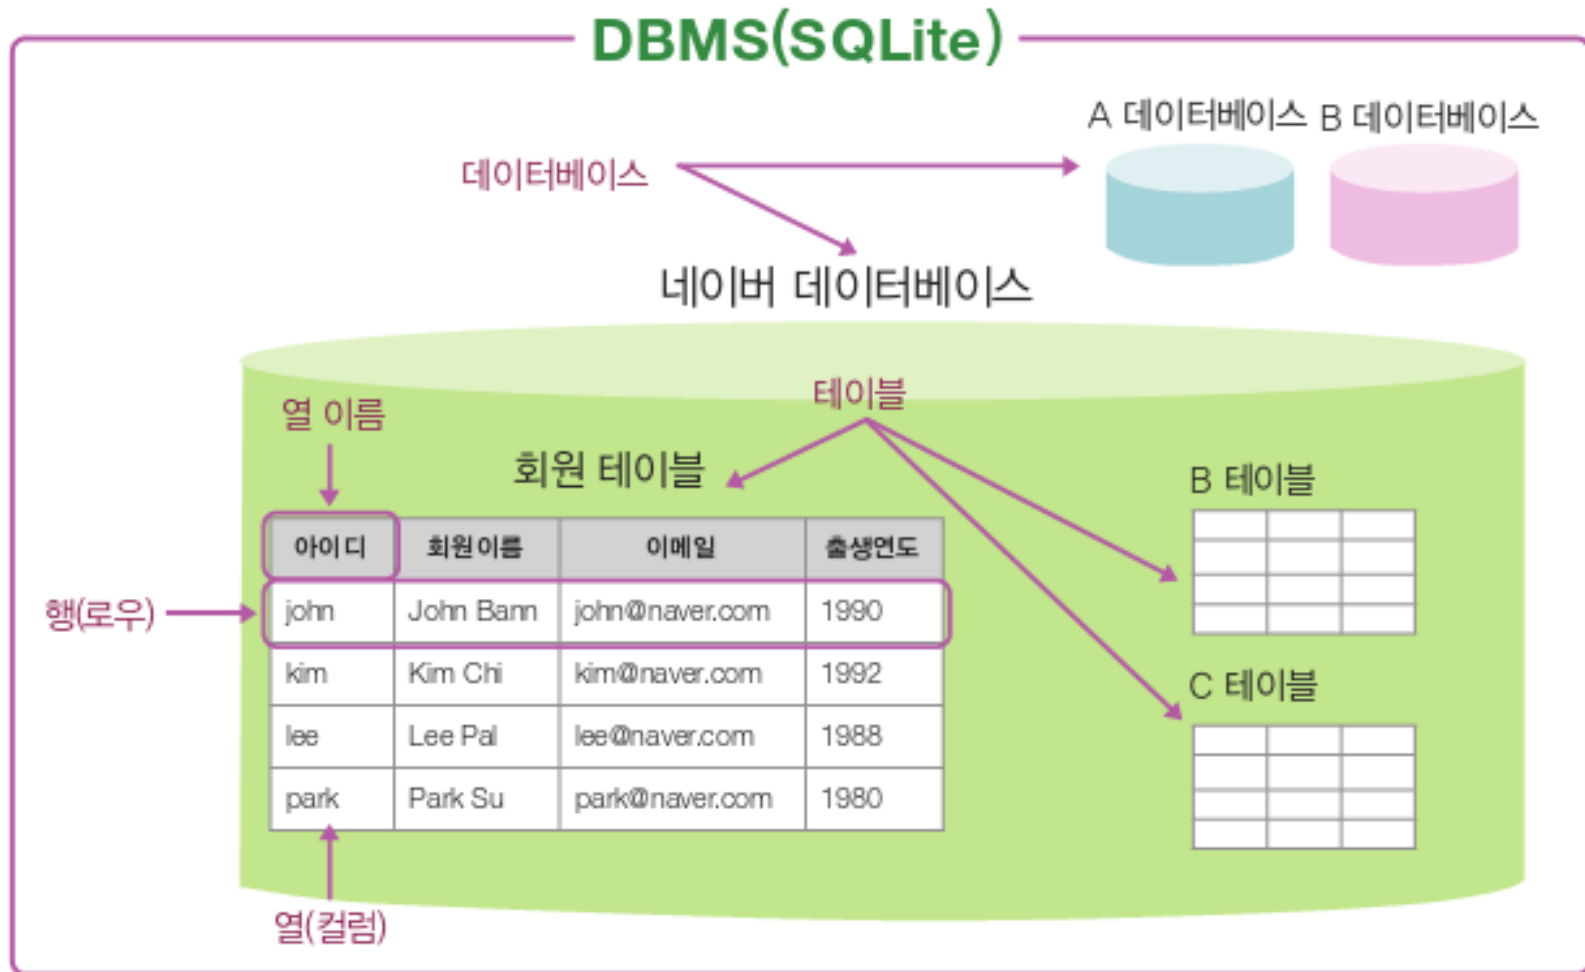 DBMS(SQLite)
A 데이터베이스 B 데이터베이스
데이터베이스
네이버 데이터베이스
열 이름
테이블
회원 테이블
B 테이블
아이디 회원이름 이메일 출생연도
행(로우)
john John Bann john@naver.com 1990
kim Kim Chi kim@naver.com 1992
C 테이블
lee Lee Pal lee@naver.com 1988
park Park Su park@naver.com 1980
열(컬럼)